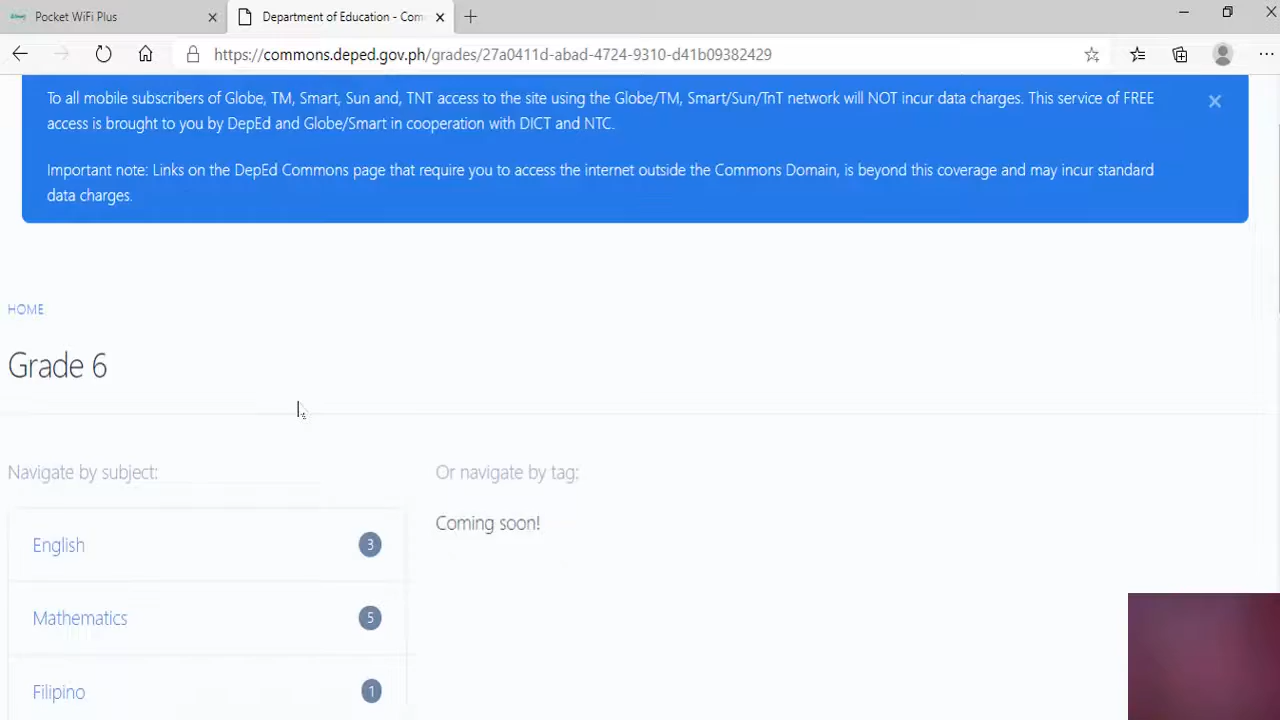 Pocket WiFi Plus
Department of Education - Com
https://commons.deped.gov.ph/grades/27a0411d-abad-4724-9310-d41b09382429
To all mobile subscribers of Globe, TM, Smart, Sun and, TNT access to the site using the Globe/TM, Smart/Sun/TnT network will NOT incur data charges. This service of FREE
access is brought to you by DepEd and Globe/Smart in cooperation with DICT and NTC.
Important note: Links on the DepEd Commons page that require you to access the internet outside the Commons Domain, is beyond this coverage and may incur standard
data charges.
HOME
Grade 6
Navigate by subject:
Or navigate by tag:
Coming soon!
English 3
Mathematics 5
Filipino 1